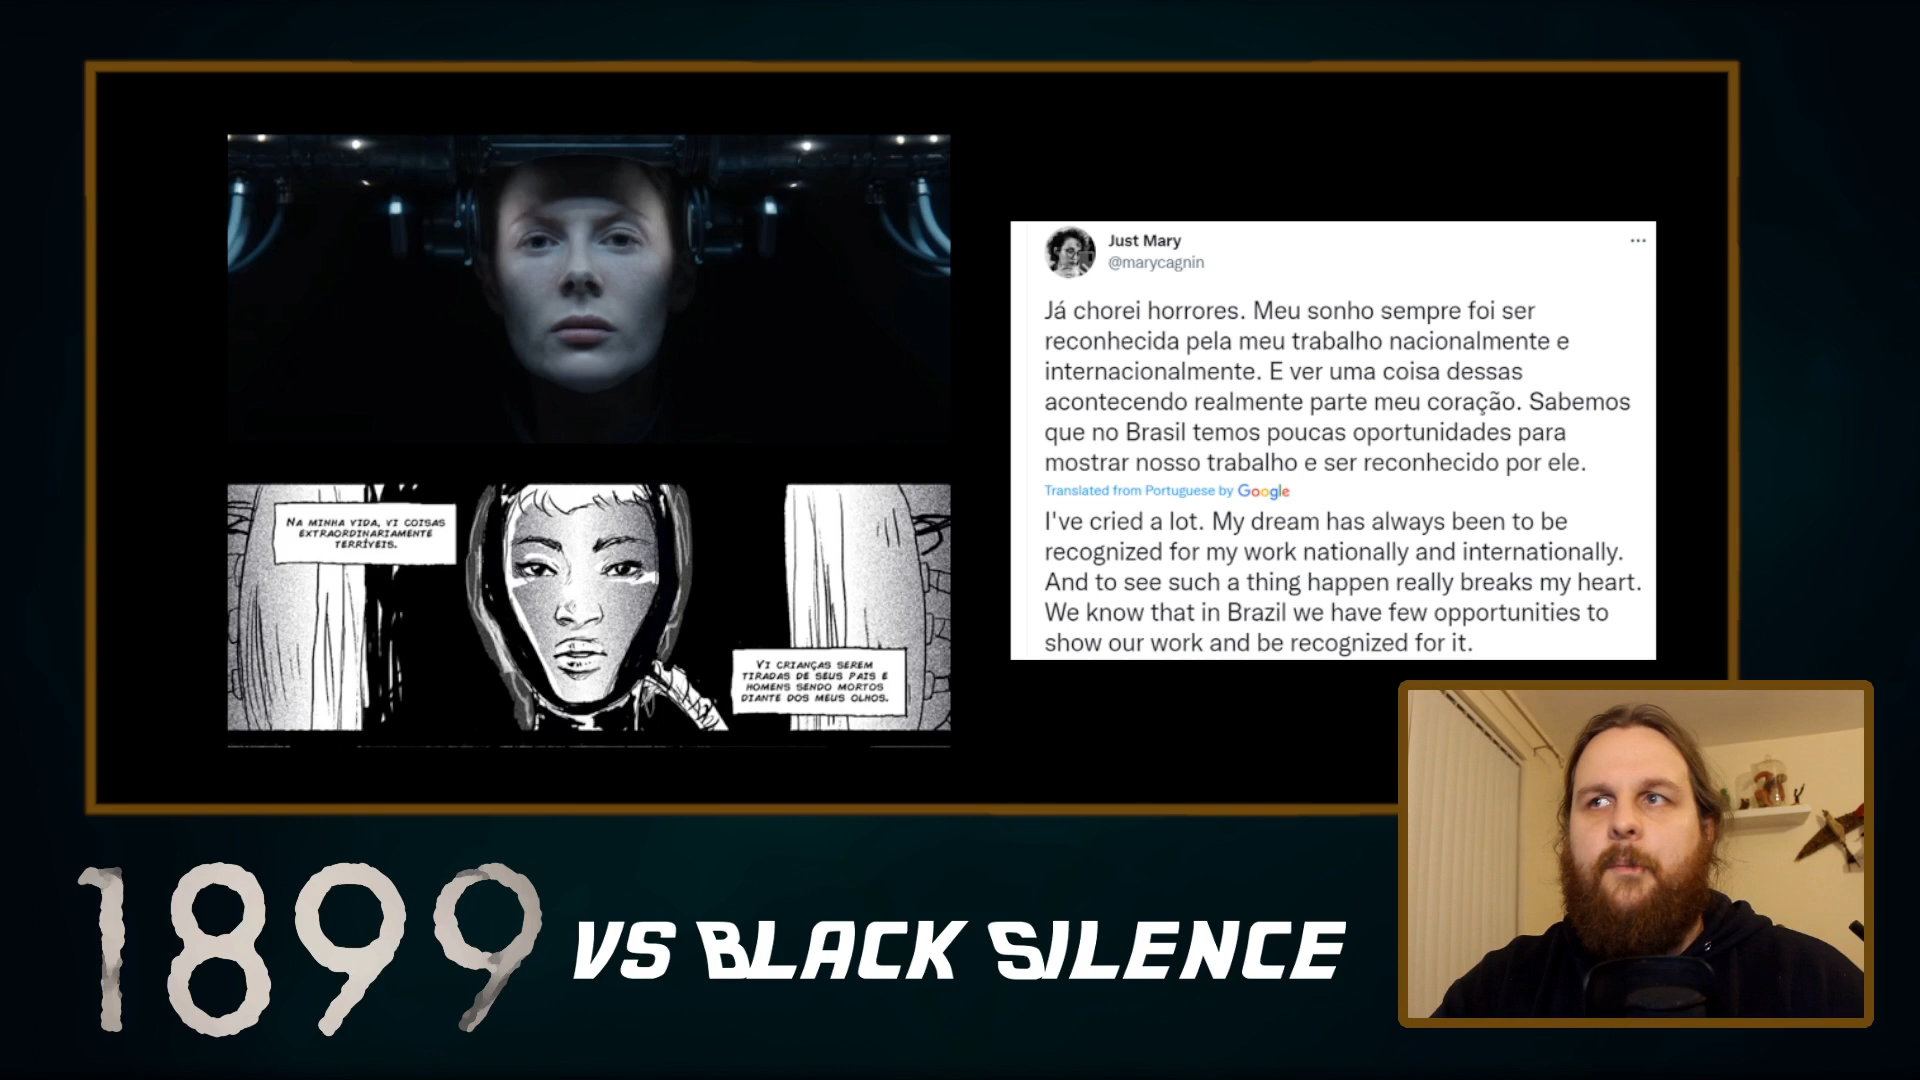 NA MINHA VIDA, VI COISAS
EXTRAORDINARIAMENTE
TERRÍVEIS.
VI CRIANÇAS SEREM
TIRADAS DE SEUS PAIS E
HOMENS SENDO MORTOS
DIANTE DOS MEUS OLHOS.
Just Mary
@marycagnin
Já chorei horrores. Meu sonho sempre foi ser
reconhecida pela meu trabalho nacionalmente e
internacionalmente. E ver uma coisa dessas
acontecendo realmente parte meu coração. Sabemos
que no Brasil temos poucas oportunidades para
mostrar nosso trabalho e ser reconhecido por ele.
Translated from Portuguese by Google
I've cried a lot. My dream has always been to be
recognized for my work nationally and internationally.
And to see such a thing happen really breaks my heart.
We know that in Brazil we have few opportunities to
show our work and be recognized for it.
1899 VS BLACK SILENCE